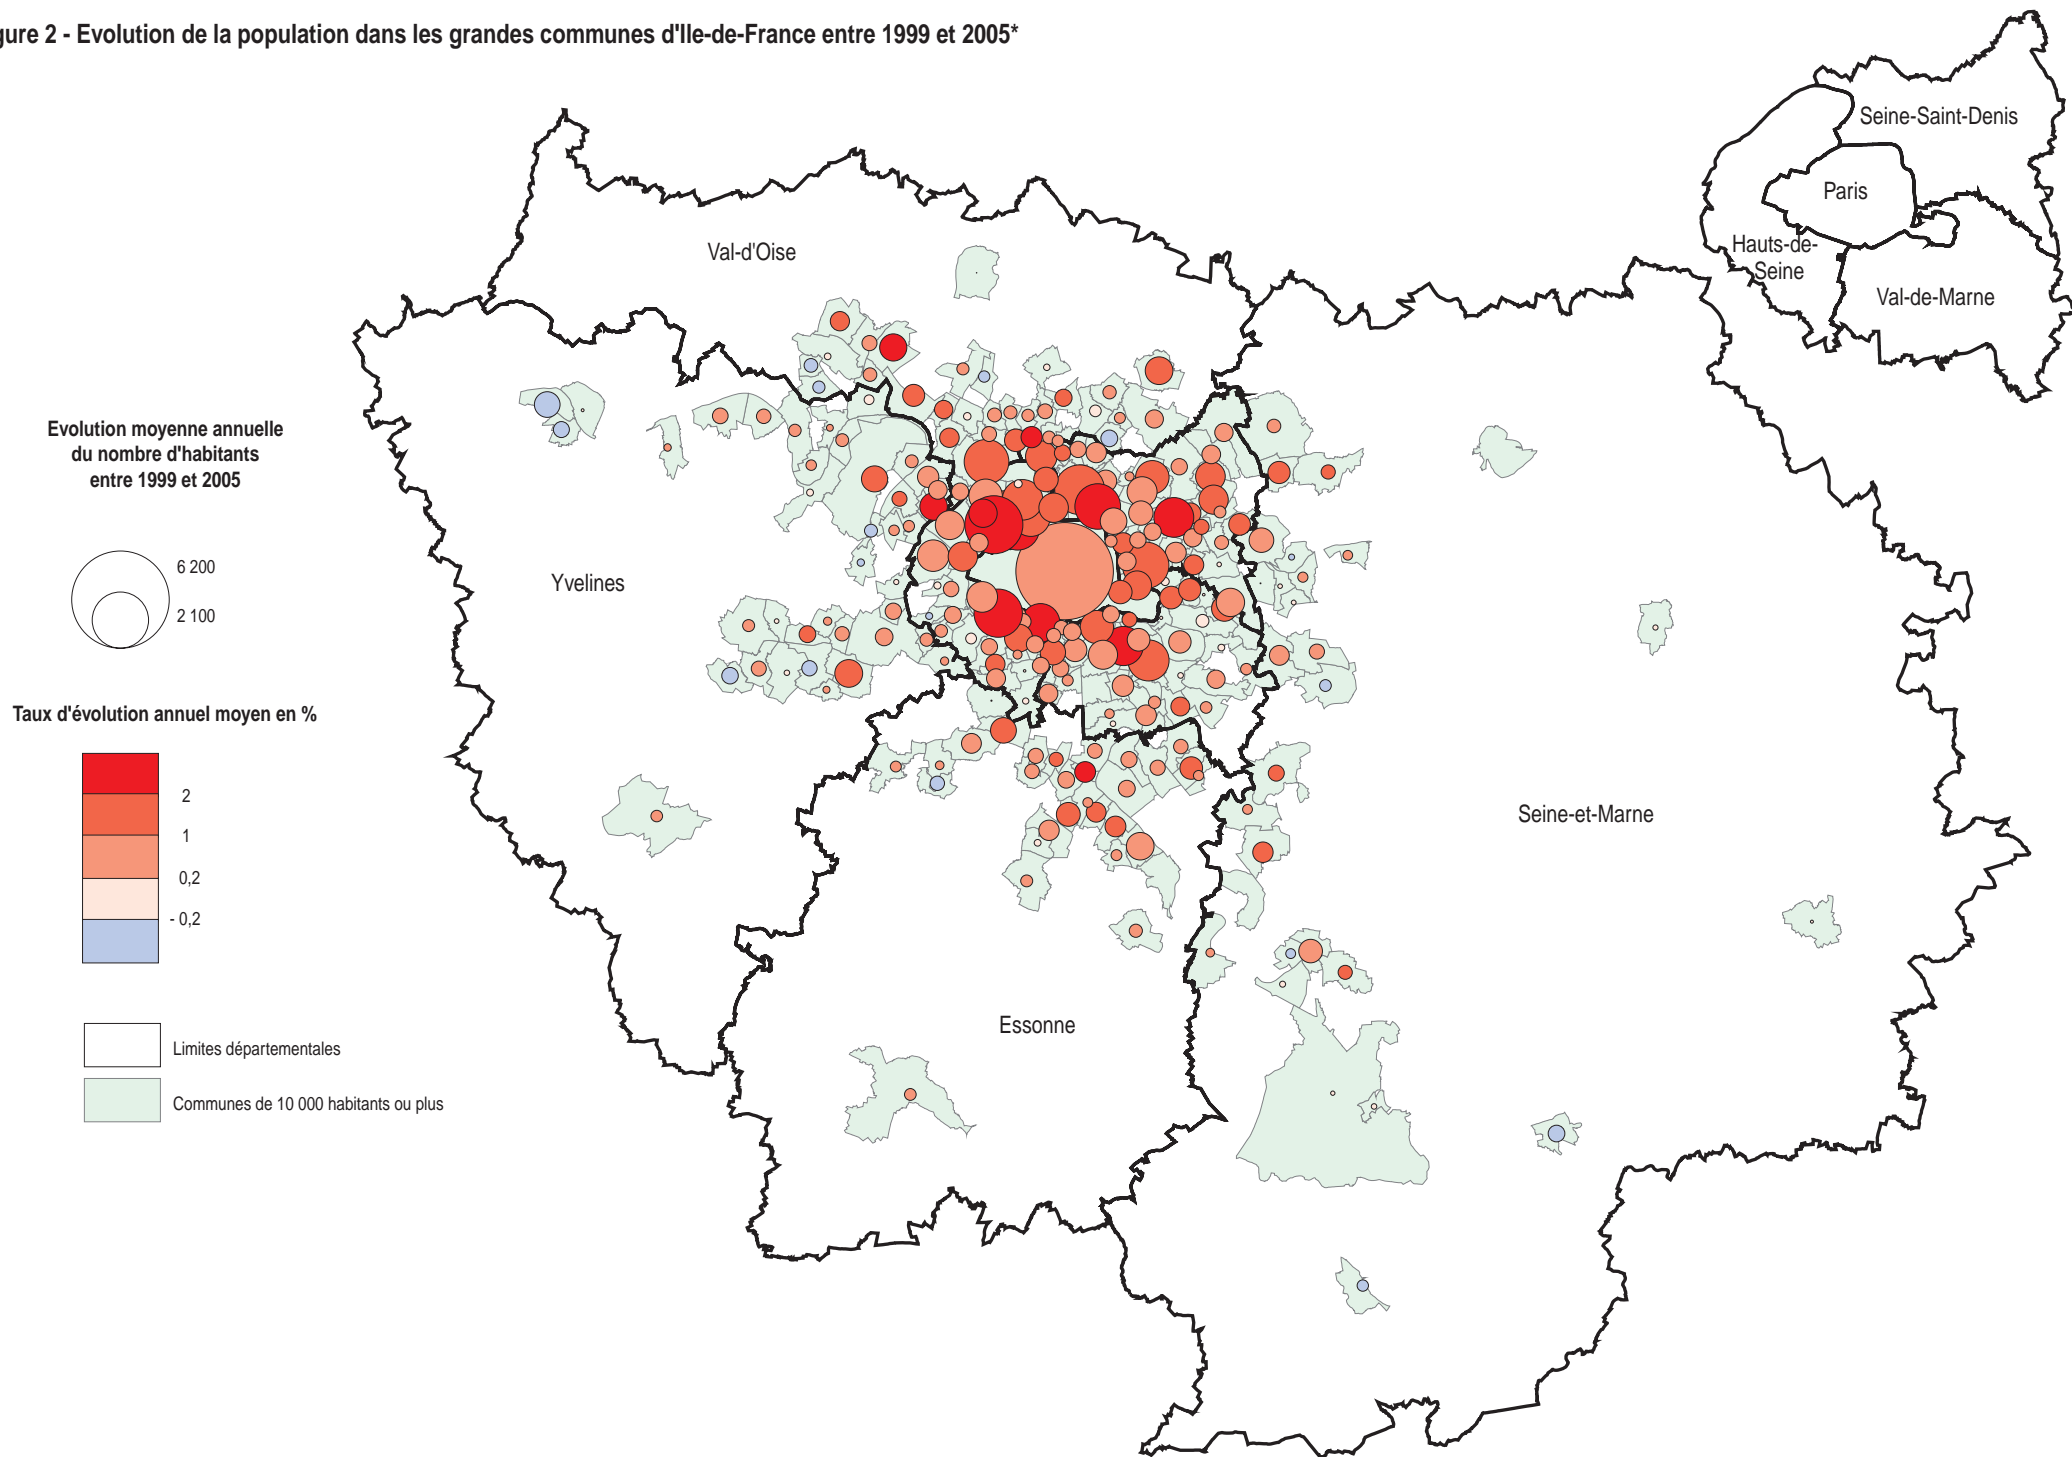 gure 2 - Evolution de la population dans les grandes communes d'Ile-de-France entre 1999 et 2005*
Seine-Saint-Denis
Paris
Hauts-de-
Seine
Val-de-Marne
Val-d'Oise
Yvelines
Seine-et-Marne
Essonne
Evolution moyenne annuelle
du nombre d'habitants
entre 1999 et 2005
6 200
2 100
Taux d'évolution annuel moyen en %
2
1
0,2
- 0,2
Limites départementales
Communes de 10 000 habitants ou plus